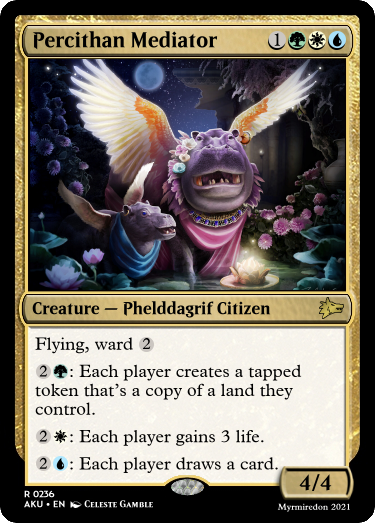 Percithan Mediator 1
Creature — Phelddagrif Citizen
Flying, ward 2
2: Each player creates a tapped
token that's a copy of a land they
control.
2: Each player gains 3 life.
2: Each player draws a card.
4/4
R 0236
AKU • EN Celeste Gamble
Myrmiredon 2021